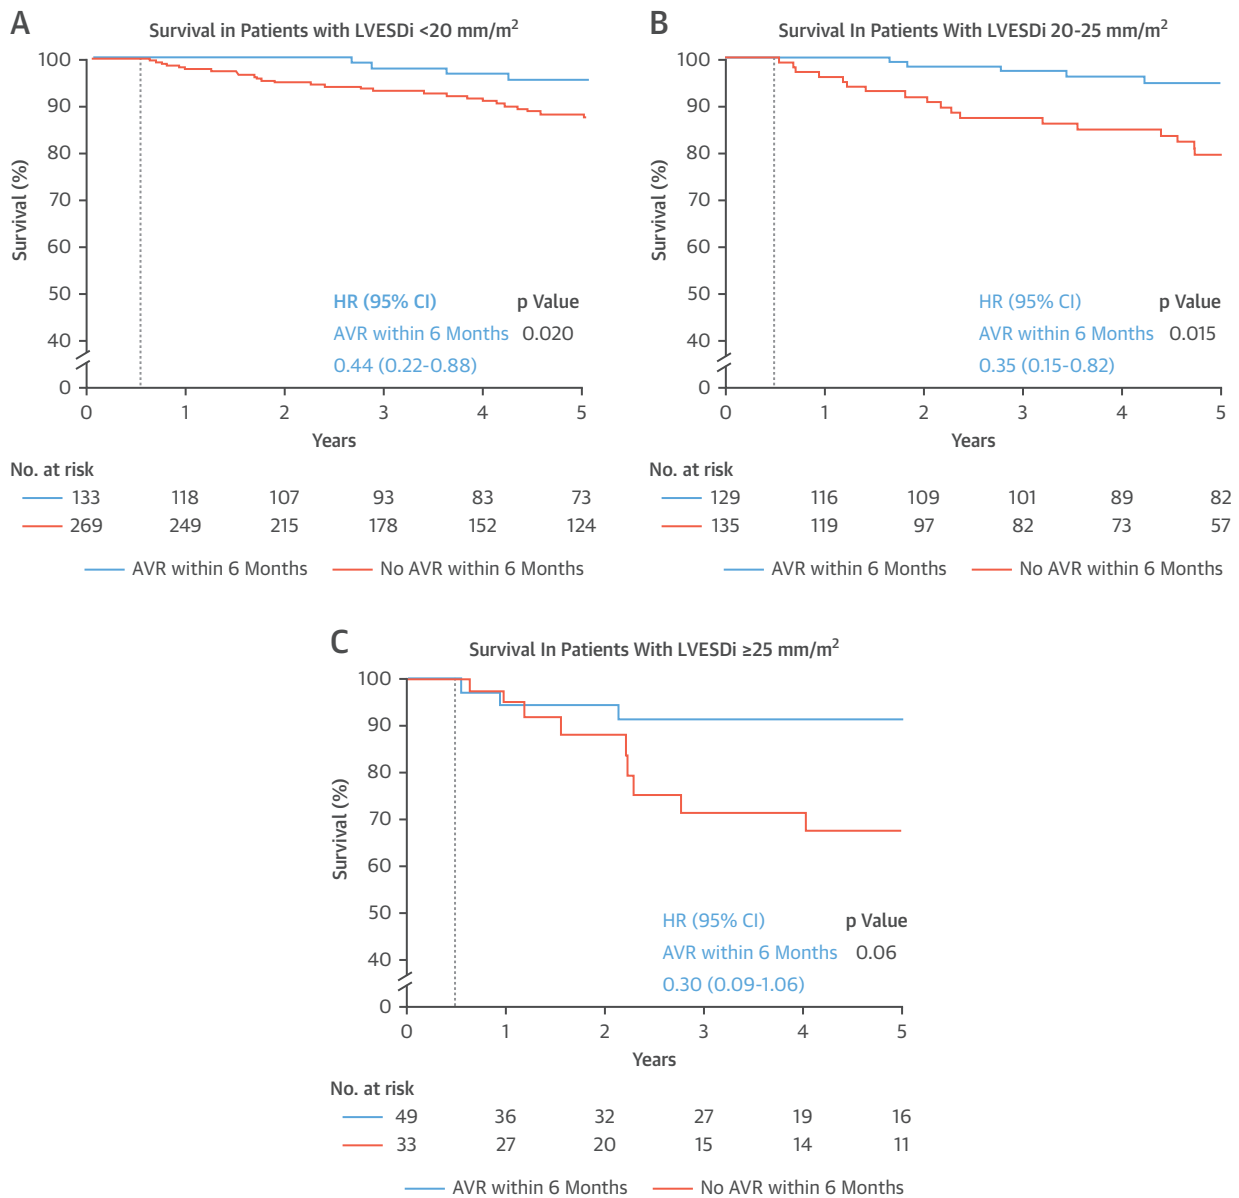 A
Survival in Patients with LVESDi <20 mm/m²
100
90
80
70
60
50
40
0
Survival (%)
HR (95% CI) p Value
AVR within 6 Months 0.020
0.44 (0.22-0.88)
0 1 2 3 4 5
Years
No. at risk
133 118 107 93 83 73
269 249 215 178 152 124
AVR within 6 Months No AVR within 6 Months
B
Survival In Patients With LVESDi 20-25 mm/m²
100
90
80
70
60
50
40
0
Survival (%)
HR (95% CI) p Value
AVR within 6 Months 0.015
0.35 (0.15-0.82)
0 1 2 3 4 5
Years
No. at risk
129 116 109 101 89 82
135 119 97 82 73 57
AVR within 6 Months No AVR within 6 Months
C
Survival In Patients With LVESDi ≥25 mm/m²
100
90
80
70
60
50
40
0
Survival (%)
HR (95% CI) p Value
AVR within 6 Months 0.06
0.30 (0.09-1.06)
0 1 2 3 4 5
Years
No. at risk
49 36 32 27 19 16
33 27 20 15 14 11
AVR within 6 Months No AVR within 6 Months